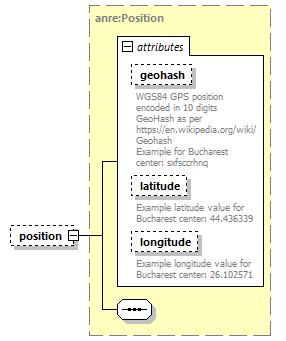 anre:Position
attributes
geohash
WGS84 GPS position
encoded in 10 digits
GeoHash as per
https://en.wikipedia.org/wiki/
Geohash
Example for Bucharest
center: sxfsccrhnq
latitude
Example latitude value for
Bucharest center: 44.436339
position
longitude
Example longitude value for
Bucharest center: 26.102571